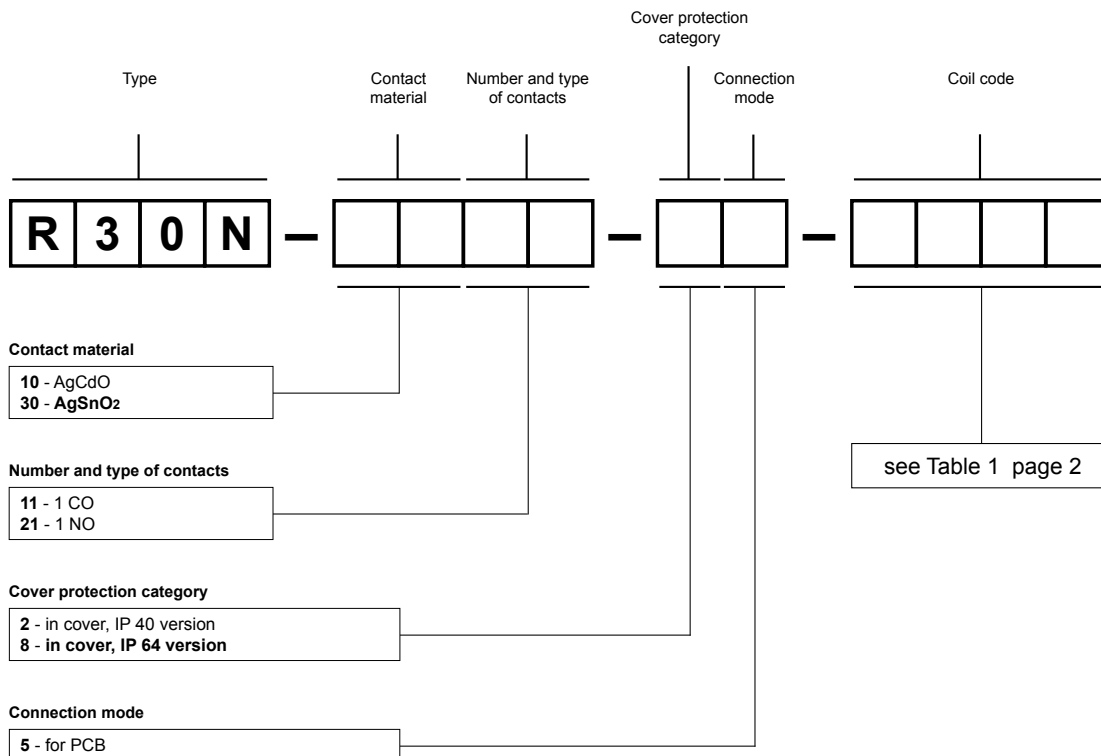 Cover protection
category
Type
Contact
material
Number and type
of contacts
Connection
mode
Coil code
R 3 0 N – – –
Contact material
10 - AgCdO
30 - AgSnO2
Number and type of contacts
11 - 1 CO
21 - 1 NO
see Table 1 page 2
Cover protection category
2 - in cover, IP 40 version
8 - in cover, IP 64 version
Connection mode
5 - for PCB